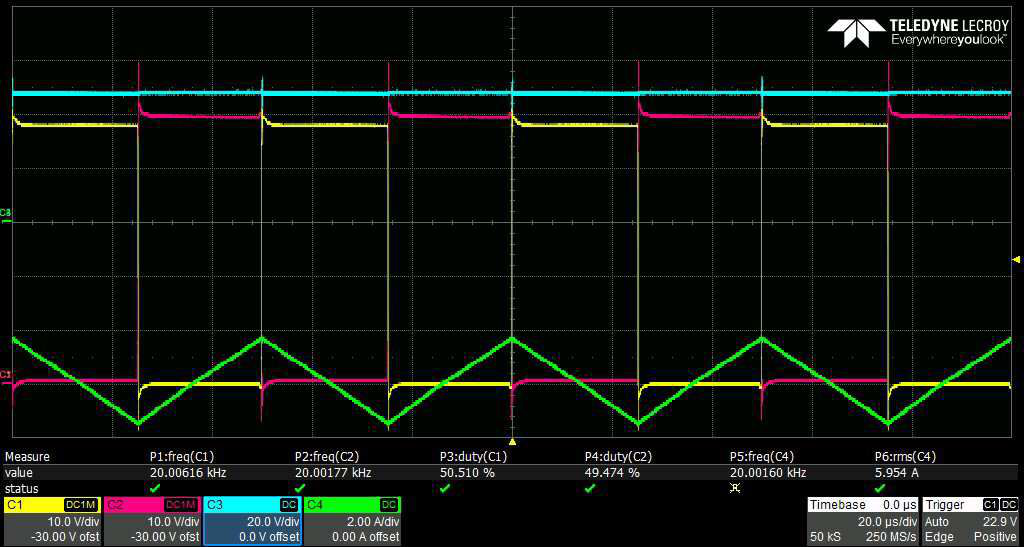 TELEDYNE LECROY
Everywhereyoulook™
C4
C1
Measure P1:freq(C1) P2:freq(C2) P3:duty(C1) P4:duty(C2) P5:freq(C4) P6:rms(C4)
value 20.00616 kHz 20.00177 kHz 50.510 % 49.474 % 20.00160 kHz 5.954 A
status
C1 DC1M C2 DC1M C3 DC C4 DC Timebase 0.0 µs Trigger C1 DC
10.0 V/div 10.0 V/div 20.0 V/div 2.00 A/div 20.0 µs/div Auto 22.9 V
-30.00 V ofst -30.00 V ofst 0.0 V offset 0.00 A offset 50 kS 250 MS/s Edge Positive